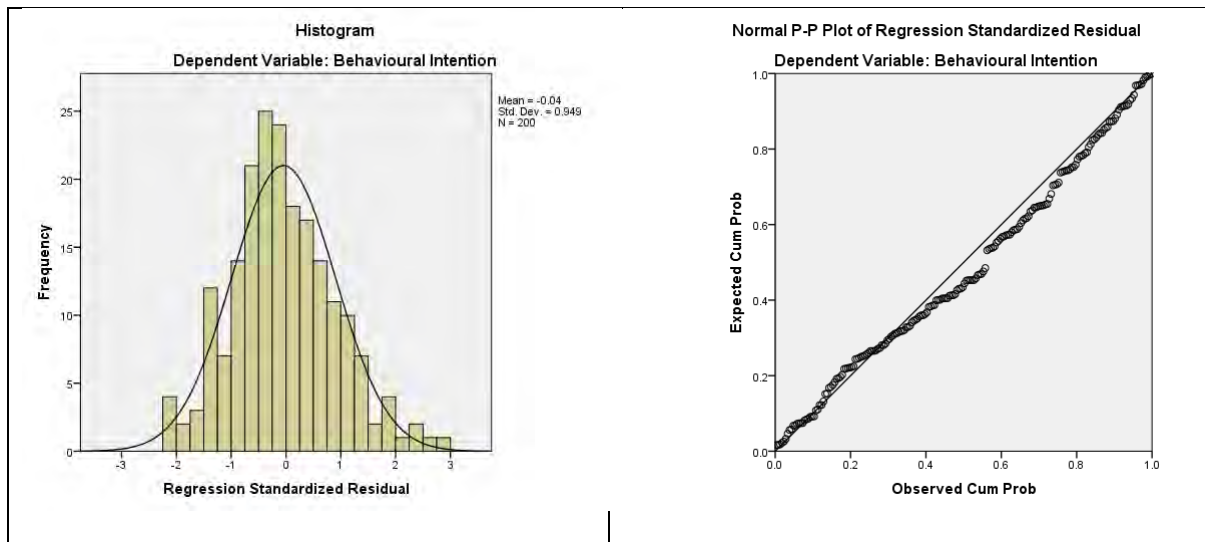 Histogram
Dependent Variable: Behavioural Intention
Mean = -0.04
Std. Dev. = 0.949
N = 200
25
20
15
10
5
0
Frequency
-3 -2 -1 0 1 2 3
Regression Standardized Residual
Normal P-P Plot of Regression Standardized Residual
Dependent Variable: Behavioural Intention
1.0
0.8
0.6
0.4
0.2
0.0
Expected Cum Prob
0.0 0.2 0.4 0.6 0.8 1.0
Observed Cum Prob